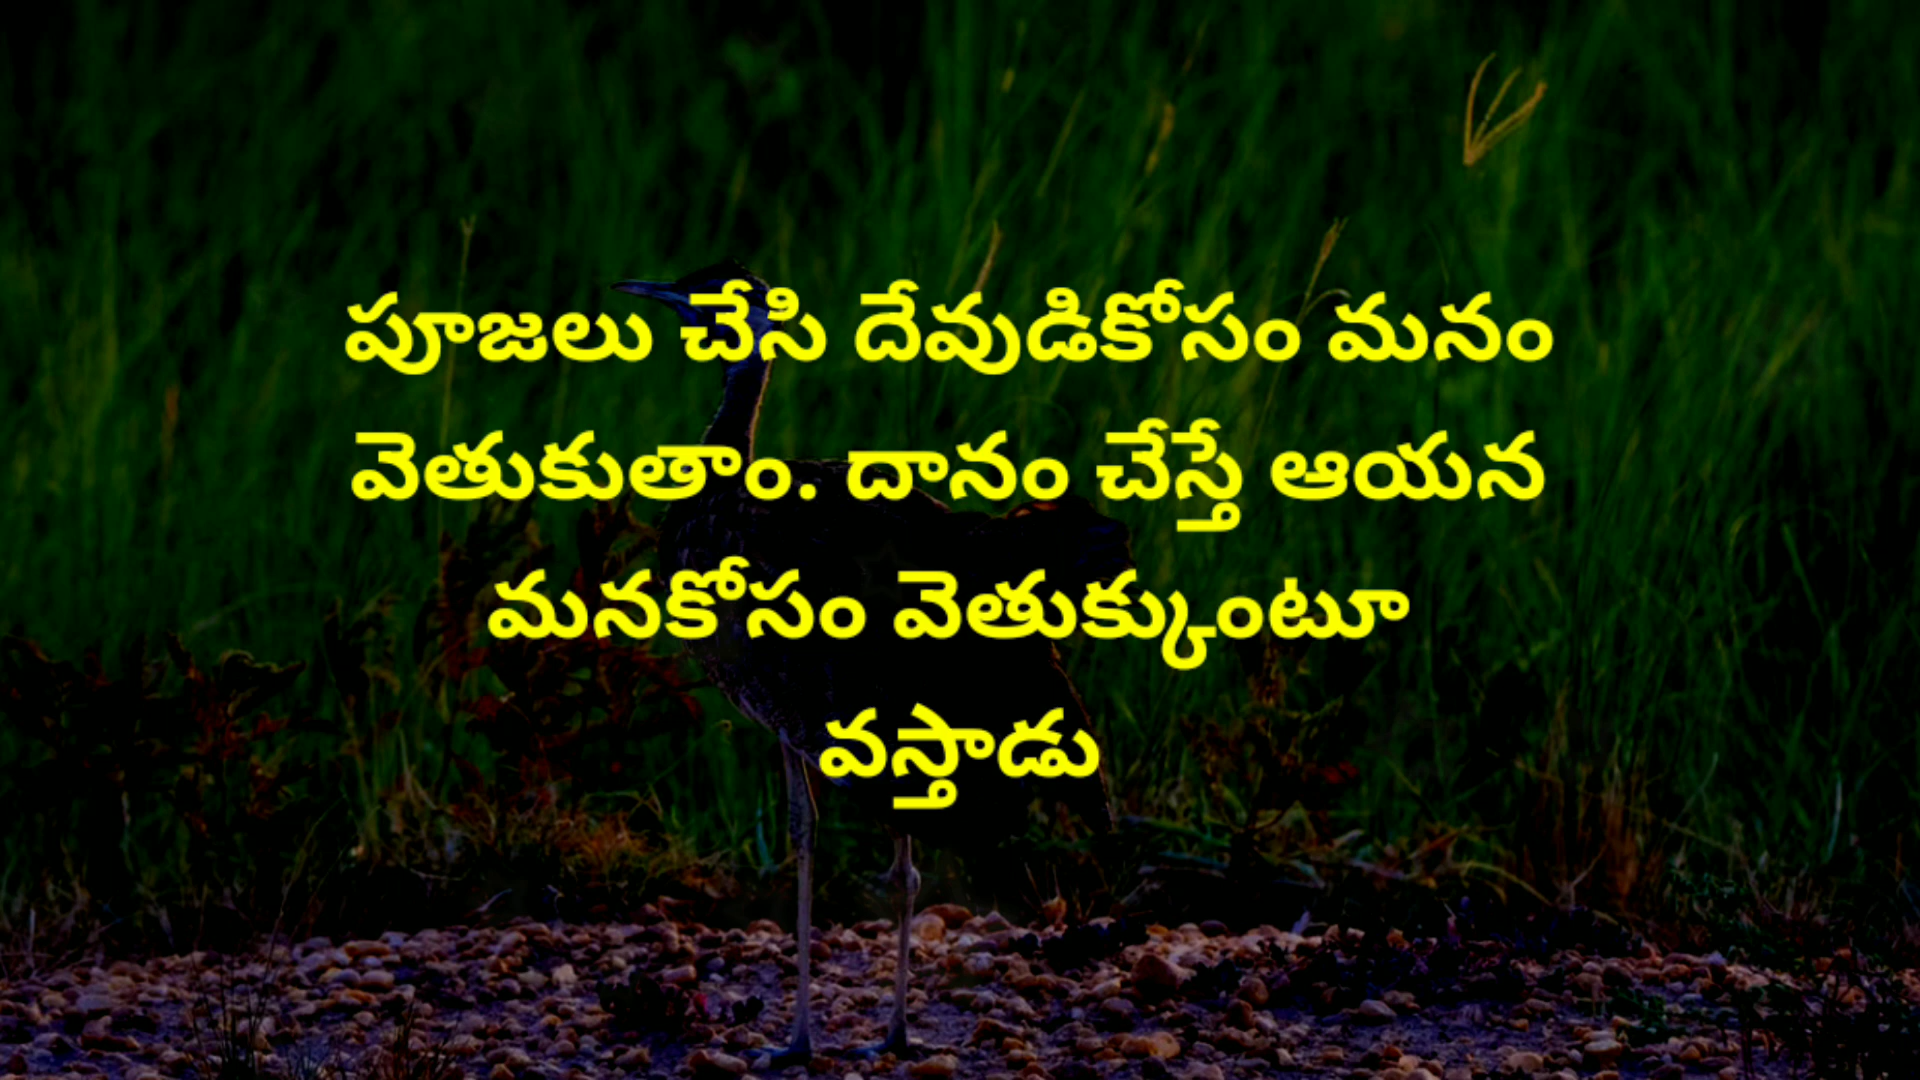 పూజలు చేసి దేవుడికోసం మనం
వెతుకుతాం. దానం చేస్తే ఆయన
మనకోసం వెతుక్కుంటూ
వస్తాడు